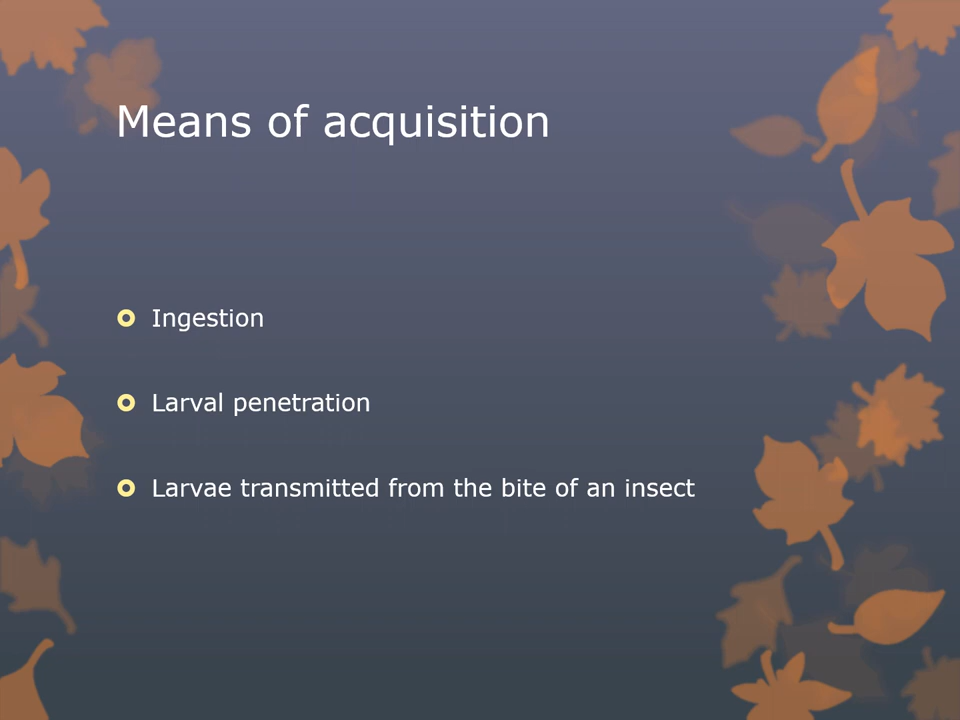 Means of acquisition
Ingestion
Larval penetration
Larvae transmitted from the bite of an insect